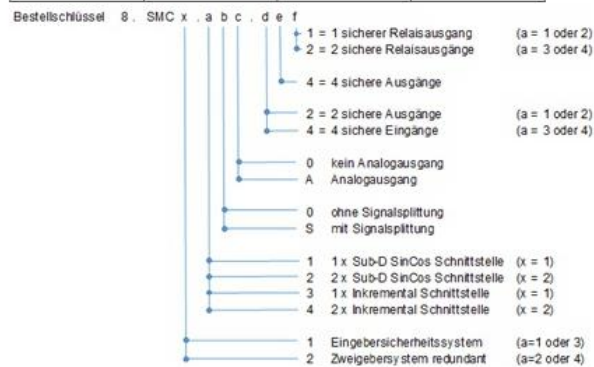 Bestellschlüssel 8 . SMC x . a b c . d e f
1 = 1 sicherer Relaisausgang (a = 1 oder 2)
2 = 2 sichere Relaisausgänge (a = 3 oder 4)
4 = 4 sichere Ausgänge
2 = 2 sichere Ausgänge (a = 1 oder 2)
4 = 4 sichere Eingänge (a = 3 oder 4)
0 kein Analogausgang
A Analogausgang
0 ohne Signalsplittung
S mit Signalsplittung
1 1 x Sub-D SinCos Schnittstelle (x = 1)
2 2 x Sub-D SinCos Schnittstelle (x = 2)
3 1 x Inkremental Schnittstelle (x = 1)
4 2 x Inkremental Schnittstelle (x = 2)
1 Eingebersicherheitssystem (a=1 oder 3)
2 Zweigebersystem redundant (a=2 oder 4)